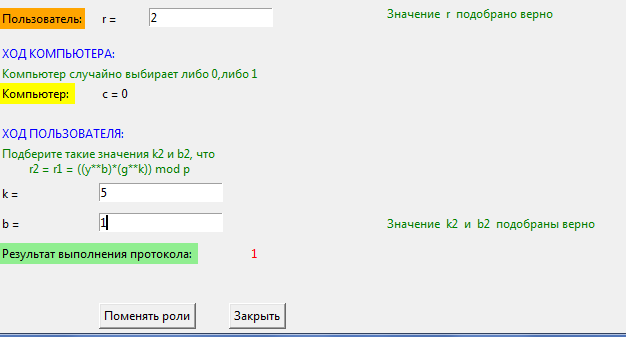 Пользователь: r = 2 Значение r подобрано верно
ХОД КОМПЬЮТЕРА:
Компьютер случайно выбирает либо 0,либо 1
Компьютер: c = 0
ХОД ПОЛЬЗОВАТЕЛЯ:
Подберите такие значения k2 и b2, что
r2 = r1 = ((y**b)*(g**k)) mod p
k = 5
b = 1 Значение k2 и b2 подобраны верно
Результат выполнения протокола: 1
Поменять роли Закрыть